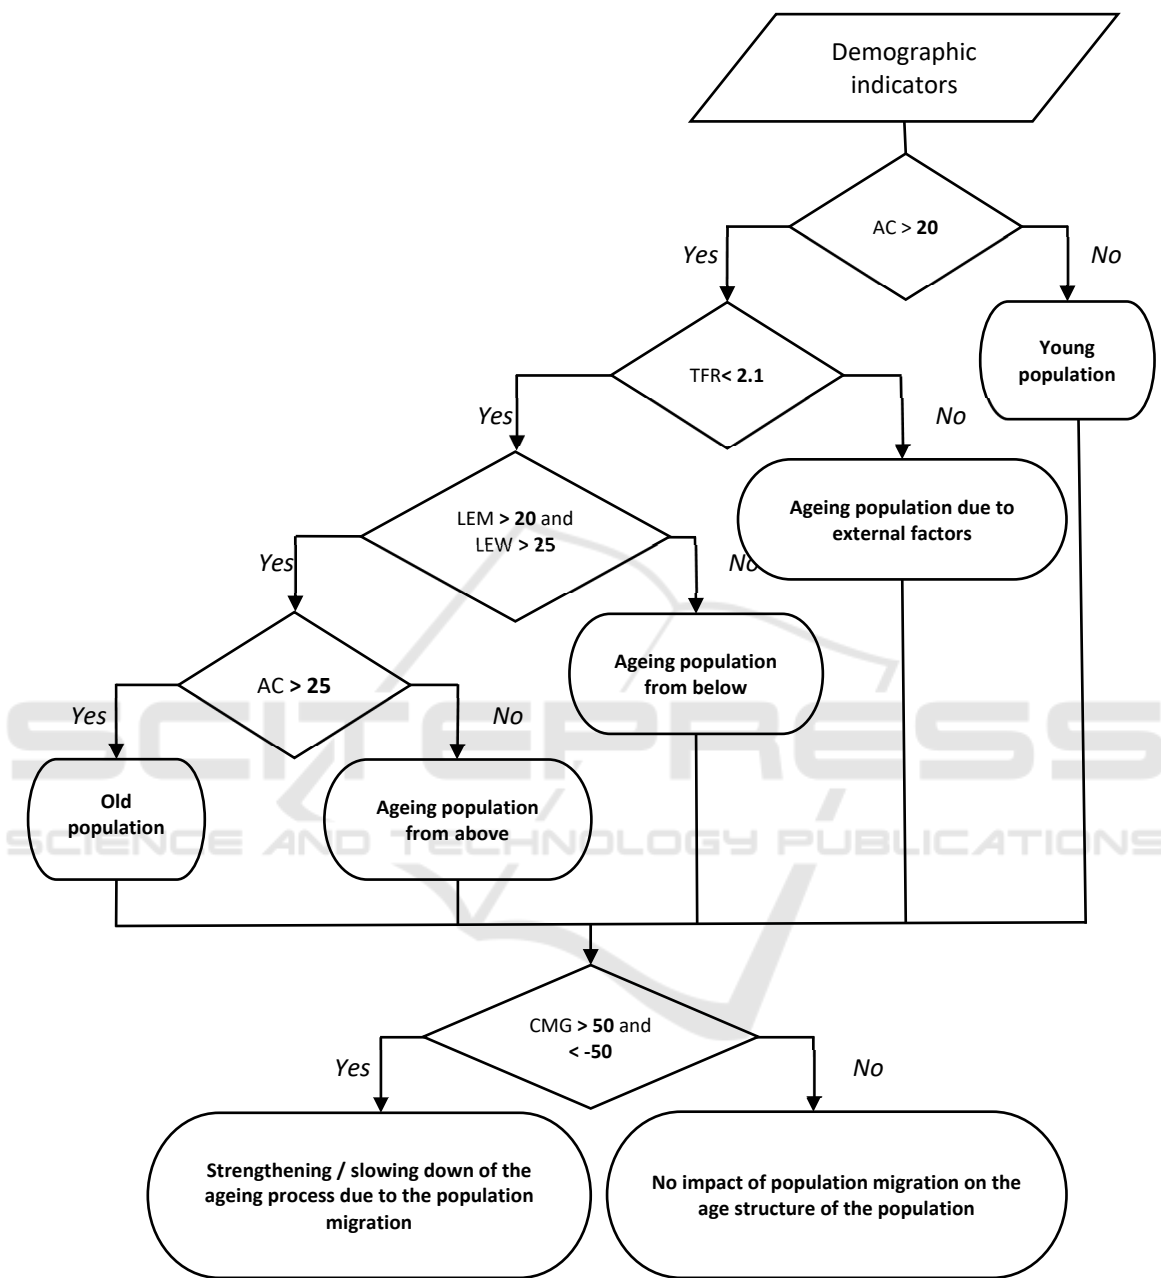 Demographic
indicators
AC > 20
Yes
No
Young
population
TFR< 2.1
Yes
No
Ageing population due to
external factors
LEM > 20 and
LEW > 25
Yes
No
Ageing population
from below
AC > 25
Yes
No
SCITEPRESS
SCIENCE AND TECHNOLOGY PUBLICATIONS
Old
population
Ageing population
from above
CMG > 50 and
< -50
Yes
No
Strengthening / slowing down of the
ageing process due to the population
migration
No impact of population migration on the
age structure of the population